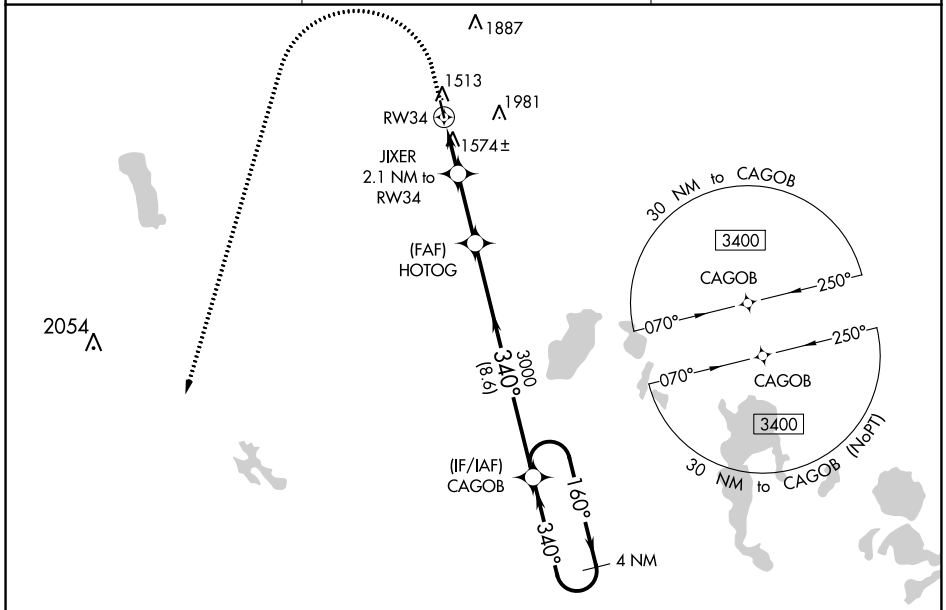 1887
1513
1981
RW34
1574±
JIXER
2.1 NM to
RW34
30 NM to CAGOB
3400
CAGOB
(FAF)
HOTOG
070°
250°
2054
3000
340°
(8.6)
070°
250°
CAGOB
3400
30 NM to CAGOB (NoPT)
(IF/IAF)
CAGOB
160°
340°
4 NM